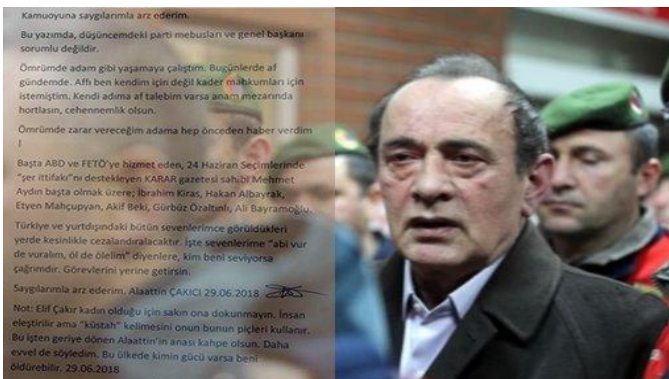 Kamuoyuna saygılarımla arz ederim.
Bu yazımda, düşüncemdeki parti mebusları ve genel başkanı
sorumlu değildir.
Ömrümde adam gibi yaşamaya çalıştım. Bugünlerde af
gündemde. Affı ben kendim için değil kader mahkumları için
istemiştim. Kendi adıma af talebim varsa anam mezarında
hortlasın, cehennemlik olsun.
Ömrümde zarar vereceğim adama hep önceden haber verdim
!
Başta ABD ve FETÖ'ye hizmet eden, 24 Haziran Seçimlerinde
"şer ittifakı"nı destekleyen KARAR gazetesi sahibi Mehmet
Aydın başta olmak üzere; İbrahim Kiras, Hakan Albayrak,
Etyen Mahçupyan, Akif Beki, Gürbüz Özaltınlı, Ali Bayramoğlu,
Türkiye ve yurtdışındaki bütün sevenlerimce görüldükleri
yerde kesinlikle cezalandıralacaktır. İşte sevenlerime "abi vur
de vuralım, öl de ölelim" diyenlere, kim beni seviyorsa
çağrımdır. Görevlerini yerine getirsin.
Saygılarımla arz ederim. Alaattin ÇAKICI 29.06.2018
Not: Elif Çakır kadın olduğu için sakın ona dokunmayın. İnsan
eleştirilir ama "küstah" kelimesini onun bunun piçleri kullanır.
Bu işten geriye dönen Alaattin'in anası kahpe olsun. Daha
evvel de söyledim. Bu ülkede kimin gücü varsa beni
öldürebilir. 29.06.2018